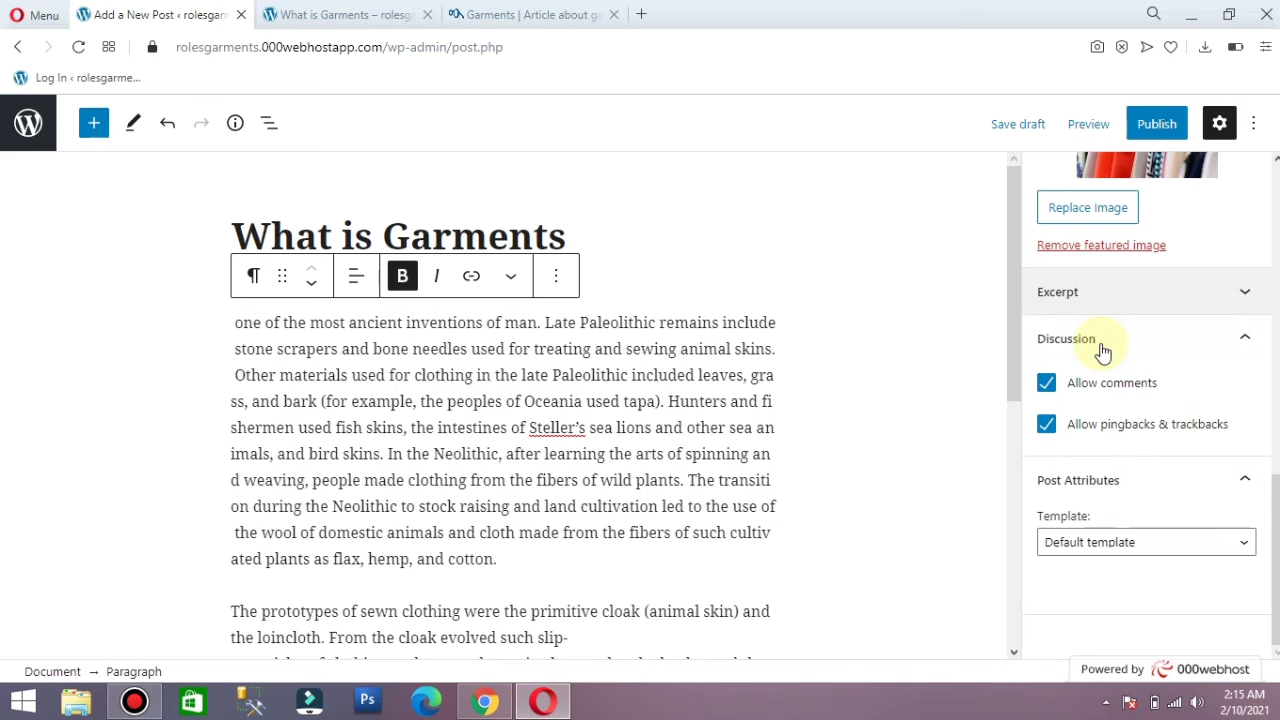 Menu
Add a New Post ‹ rolesgar
What is Garments – rolesg
Garments | Article about g
rolesgarments.000webhostapp.com/wp-admin/post.php
Log In ‹ rolesgarme...
Save draft
Preview
Publish
What is Garments
B I
one of the most ancient inventions of man. Late Paleolithic remains include
stone scrapers and bone needles used for treating and sewing animal skins.
Other materials used for clothing in the late Paleolithic included leaves, gra
ss, and bark (for example, the peoples of Oceania used tapa). Hunters and fi
shermen used fish skins, the intestines of Steller's sea lions and other sea an
imals, and bird skins. In the Neolithic, after learning the arts of spinning an
d weaving, people made clothing from the fibers of wild plants. The transiti
on during the Neolithic to stock raising and land cultivation led to the use of
the wool of domestic animals and cloth made from the fibers of such cultiv
ated plants as flax, hemp, and cotton.
The prototypes of sewn clothing were the primitive cloak (animal skin) and
the loincloth. From the cloak evolved such slip-
Replace Image
Remove featured image
Excerpt
Discussion
Allow comments
Allow pingbacks & trackbacks
Post Attributes
Template:
Default template
Document → Paragraph
Powered by 000webhost
Ps
2:15 AM
2/10/2021